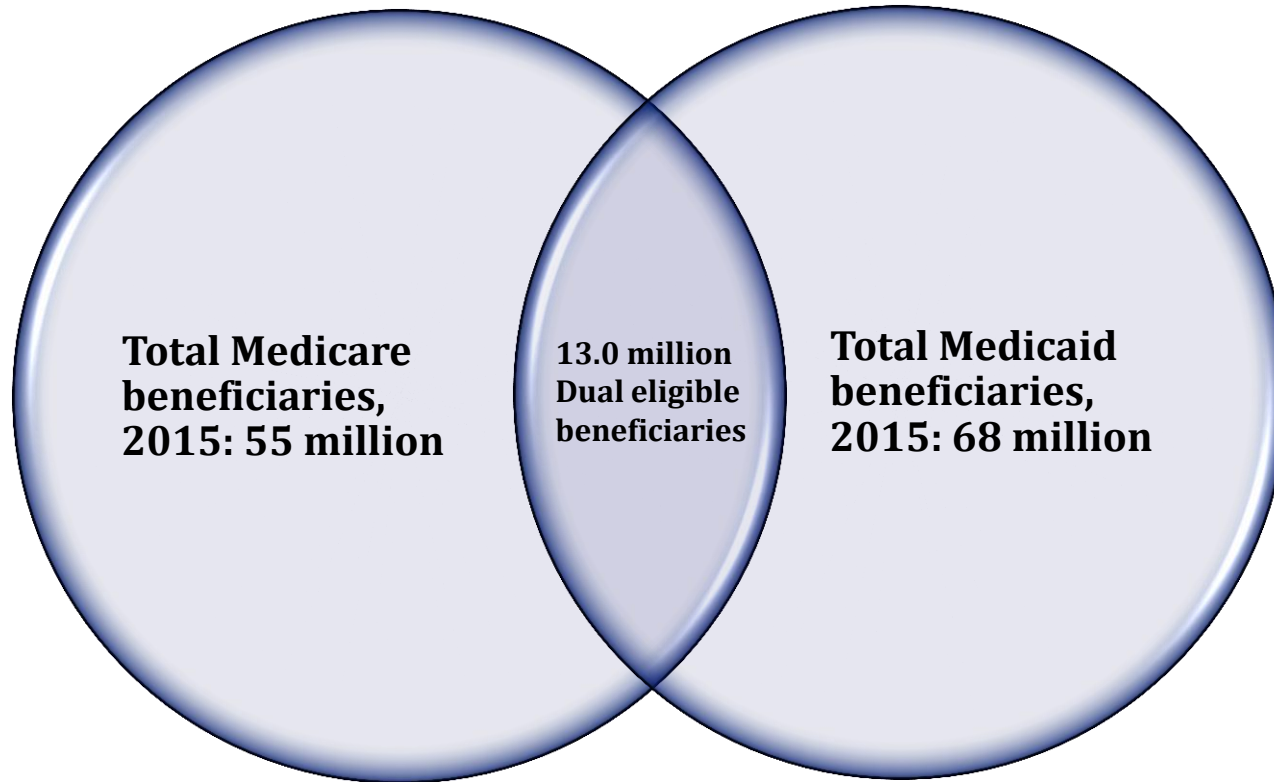 Total Medicare
beneficiaries,
2015: 55 million
13.0 million
Dual eligible
beneficiaries
Total Medicaid
beneficiaries,
2015: 68 million